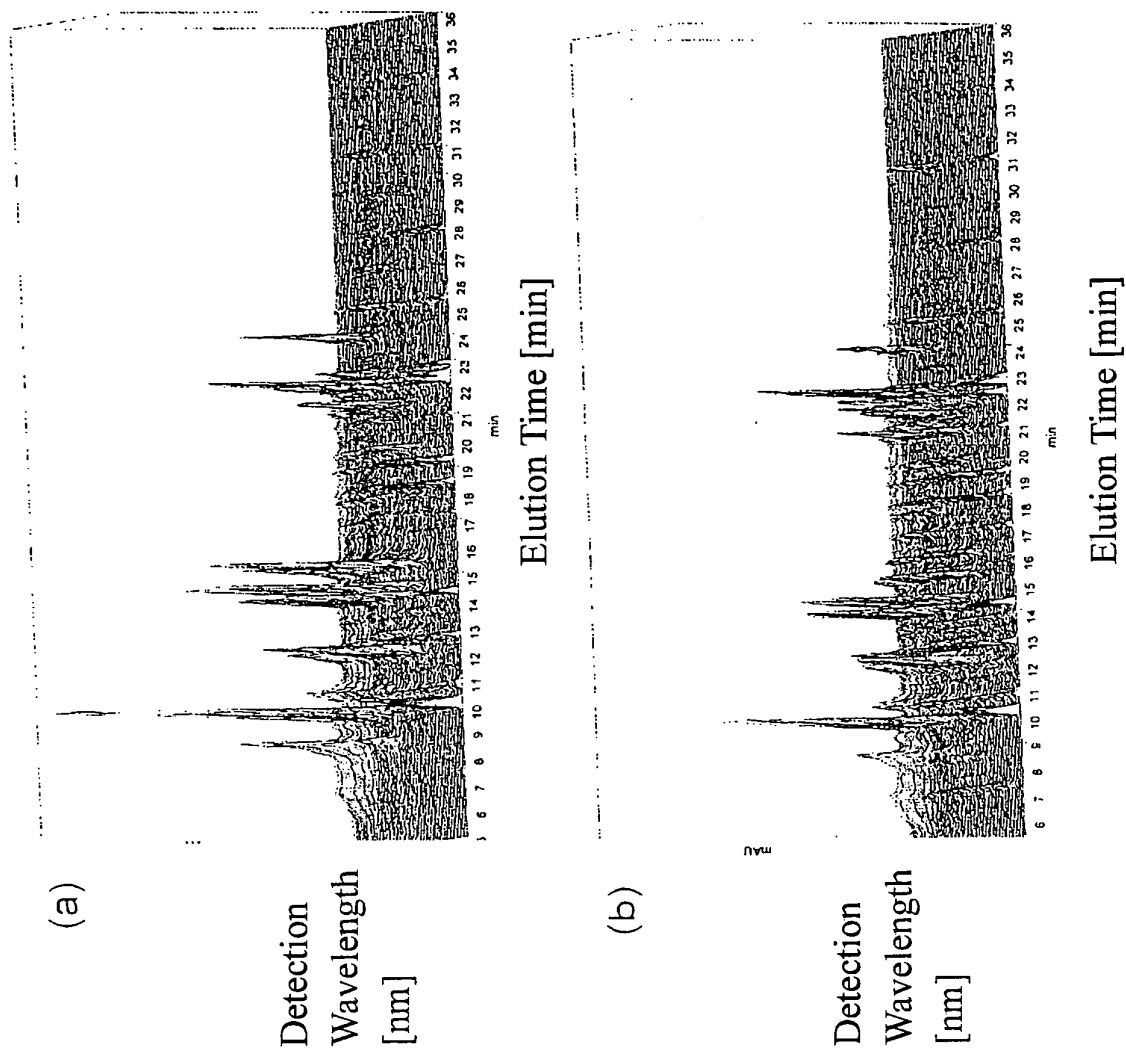 (a)
Detection
Wavelength
[nm]
6 7 8 9 10 11 12 13 14 15 16 17 18 19 20 21 22 23 24 25 26 27 28 29 30 31 32 33 34 35 36
min
Elution Time [min]
(b)
mAU
Detection
Wavelength
[nm]
6 7 8 9 10 11 12 13 14 15 16 17 18 19 20 21 22 23 24 25 26 27 28 29 30 31 32 33 34 35 36
min
Elution Time [min]